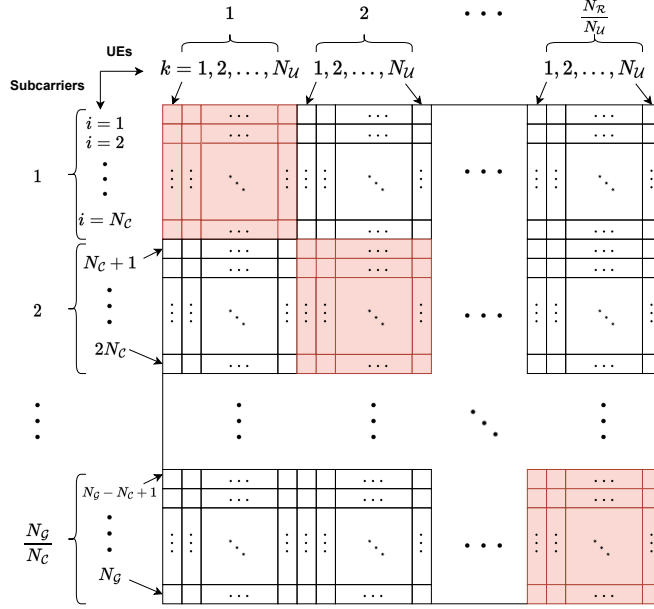 1 2 ⋯ N_ℛ/N_𝒰
UEs
k = 1, 2, …, N_𝒰 1, 2, …, N_𝒰 1, 2, …, N_𝒰
Subcarriers
i = 1
i = 2
⋮
1
i = N_𝒞
N_𝒞 + 1
⋮
2
2N_𝒞
⋮
N_𝒢 − N_𝒞 + 1
⋮
N_𝒢/N_𝒞
N_𝒢